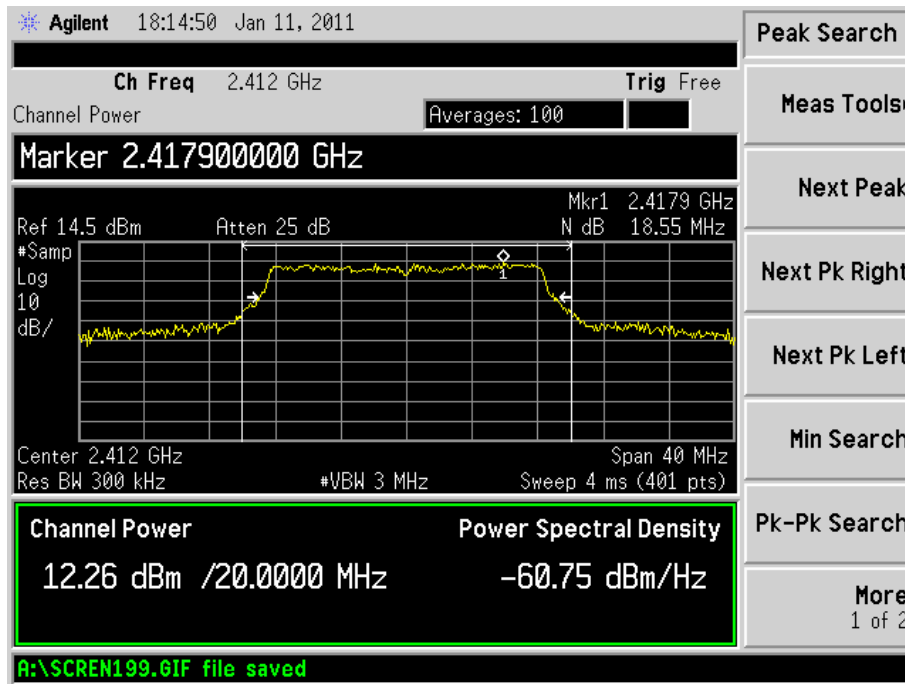 Agilent 18:14:50 Jan 11, 2011
Ch Freq 2.412 GHz Trig Free
Channel Power Averages: 100
Marker 2.417900000 GHz
Mkr1 2.4179 GHz
Ref 14.5 dBm Atten 25 dB N dB 18.55 MHz
#Samp
Log
10
dB/
1
Center 2.412 GHz Span 40 MHz
Res BW 300 kHz #VBW 3 MHz Sweep 4 ms (401 pts)
Channel Power Power Spectral Density
12.26 dBm /20.0000 MHz -60.75 dBm/Hz
A:\SCREN199.GIF file saved
Peak Search
Meas Tools
Next Peak
Next Pk Right
Next Pk Left
Min Search
Pk-Pk Search
More
1 of 2